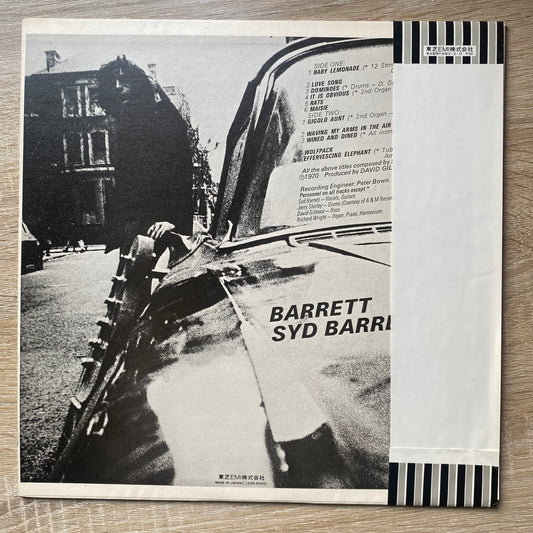 東芝EMI株式会社
SIDE ONE:
1 BABY LEMONADE (* 12 Strin
2 LOVE SONG
3 DOMINOES (* Drums – D. G
4 IT IS OBVIOUS (* 2nd Organ –
5 RATS
6 MAISIE
SIDE TWO:
1 GIGOLO AUNT (* 2nd Organ –
2 WAVING MY ARMS IN THE AIR
3 WINED AND DINED (* All instr
WOLFPACK
EFFERVESCING ELEPHANT (* Tub
All the above titles composed by
℗1970 Produced by DAVID GIL
Recording Engineer: Peter Bown
Personnel on all tracks except *
Syd Barrett – Vocals, Guitars
Jerry Shirley – Drums (Courtesy of A & M Recor
David Gilmour – Bass
Richard Wright – Organ, Piano, Harmonium
BARRETT
SYD BARRE
東芝EMI株式会社
MADE IN JAPAN